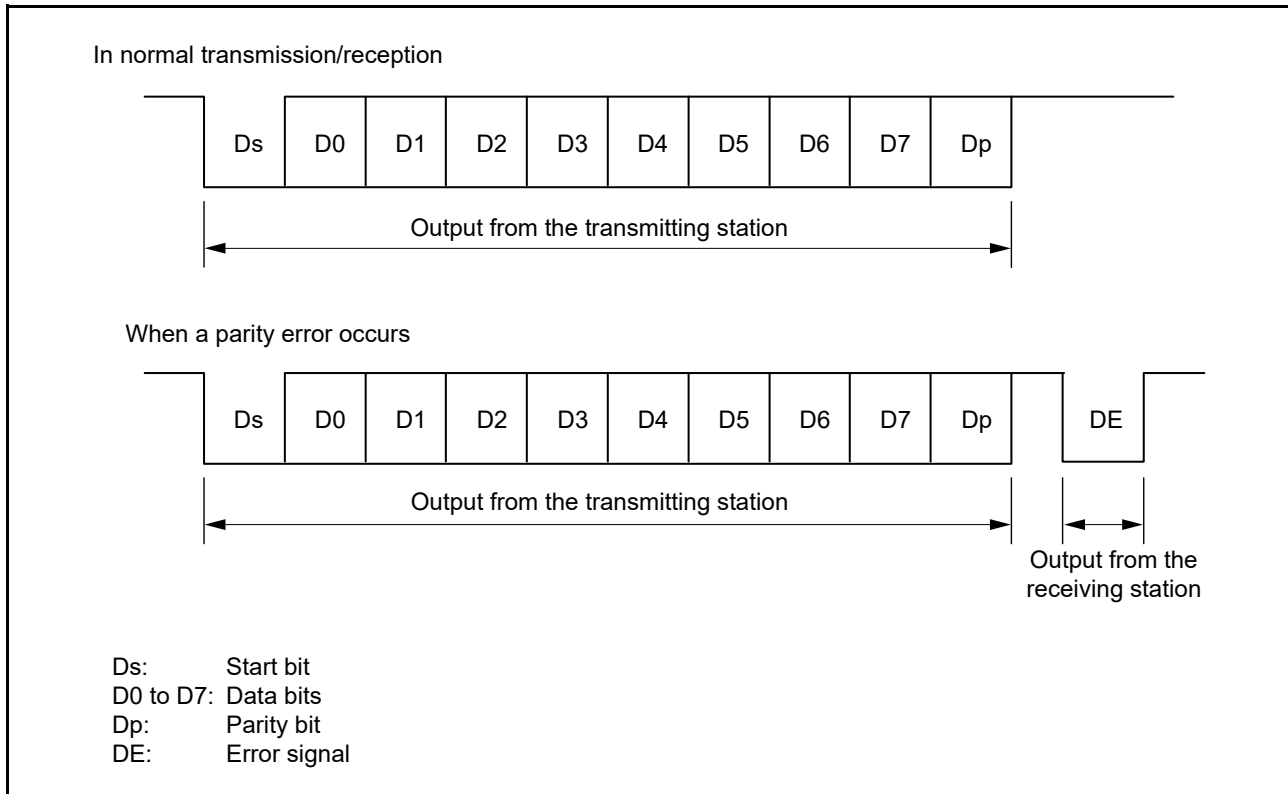 In normal transmission/reception
Ds D0 D1 D2 D3 D4 D5 D6 D7 Dp
Output from the transmitting station
When a parity error occurs
Ds D0 D1 D2 D3 D4 D5 D6 D7 Dp DE
Output from the transmitting station
Output from the
receiving station
Ds: Start bit
D0 to D7: Data bits
Dp: Parity bit
DE: Error signal